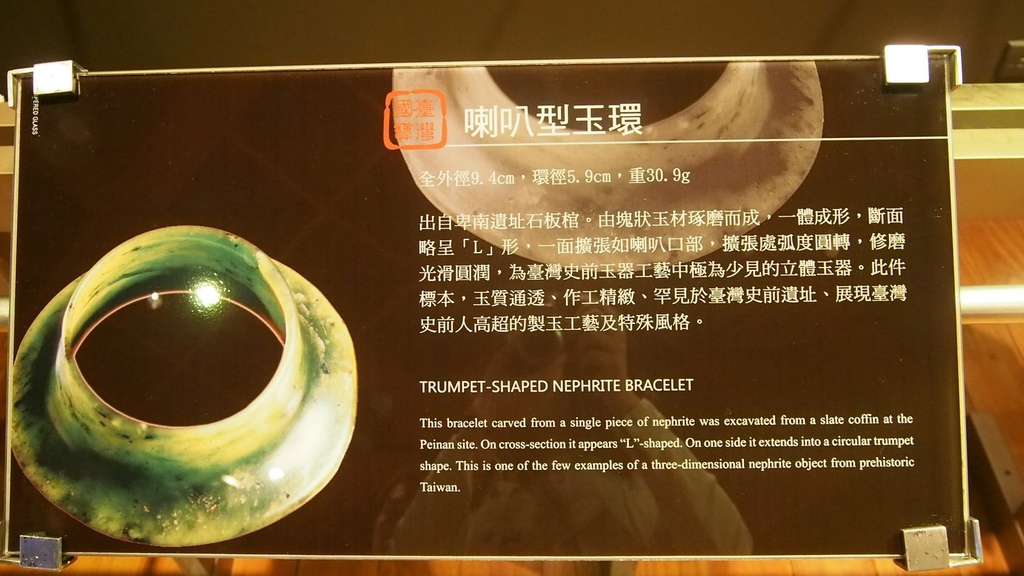 PERED GLASS
臺灣國寶
喇叭型玉環
全外徑9.4cm，環徑5.9cm，重30.9g
出自卑南遺址石板棺。由塊狀玉材琢磨而成，一體成形，斷面
略呈「L」形，一面擴張如喇叭口部，擴張處弧度圓轉，修磨
光滑圓潤，為臺灣史前玉器工藝中極為少見的立體玉器。此件
標本，玉質通透、作工精緻、罕見於臺灣史前遺址、展現臺灣
史前人高超的製玉工藝及特殊風格。
TRUMPET-SHAPED NEPHRITE BRACELET
This bracelet carved from a single piece of nephrite was excavated from a slate coffin at the
Peinan site. On cross-section it appears “L”-shaped. On one side it extends into a circular trumpet
shape. This is one of the few examples of a three-dimensional nephrite object from prehistoric
Taiwan.